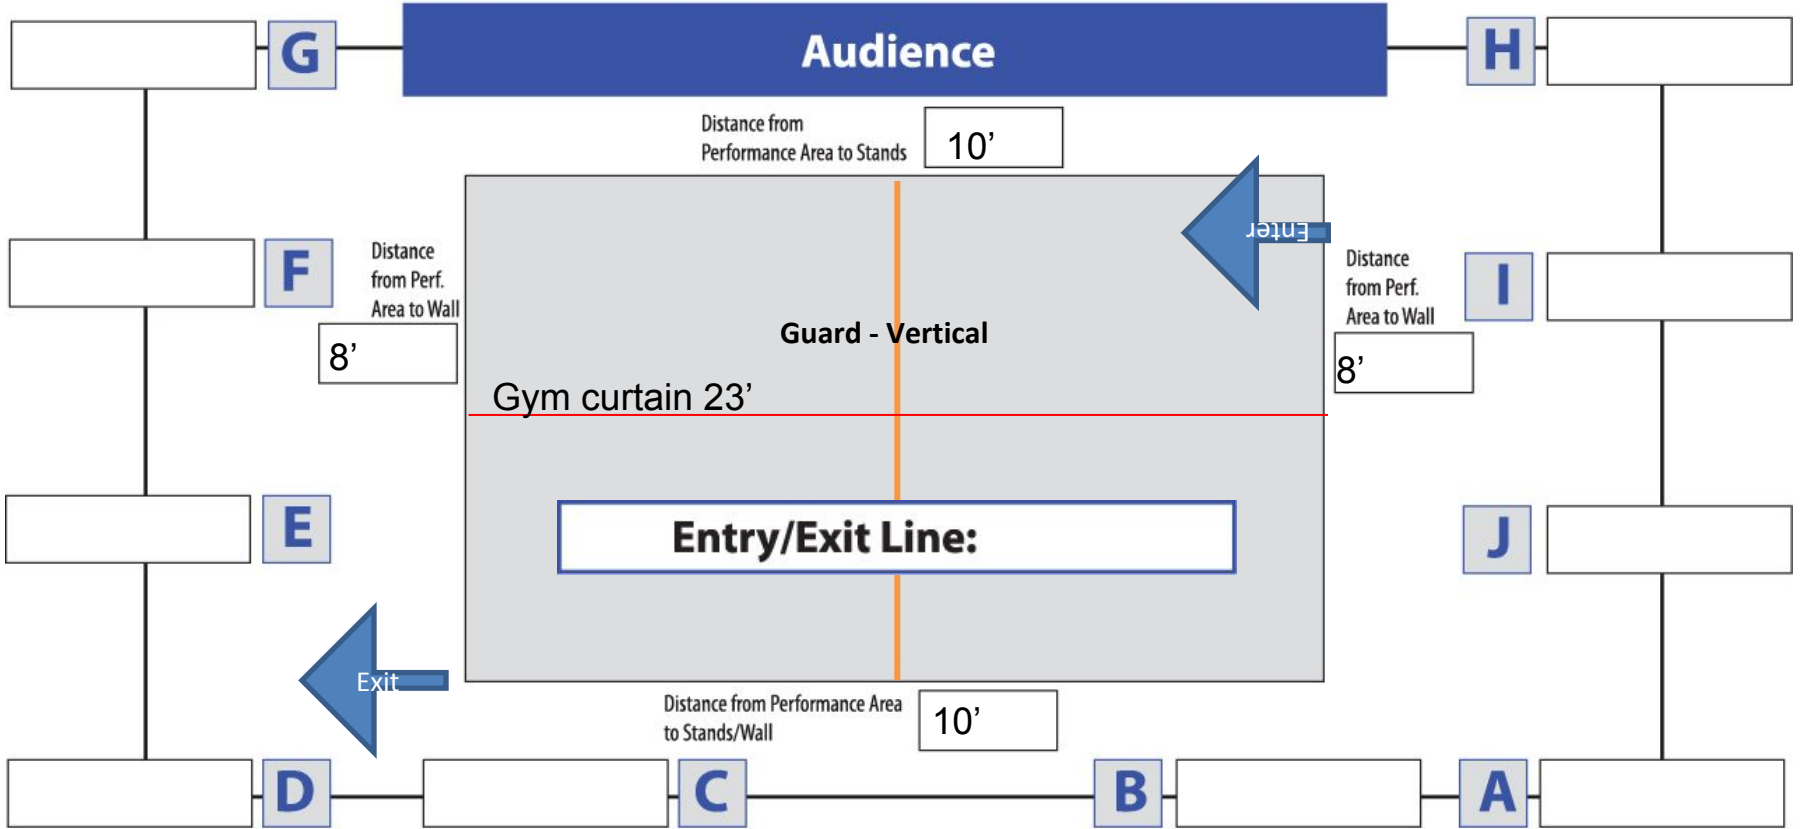 G
Audience
H
Distance from
Performance Area to Stands
10’
Enter
F
Distance
from Perf.
Area to Wall
8’
Distance
from Perf.
Area to Wall
8’
I
Guard - Vertical
Gym curtain 23’
E
Entry/Exit Line:
J
Exit
Distance from Performance Area
to Stands/Wall
10’
D
C
B
A